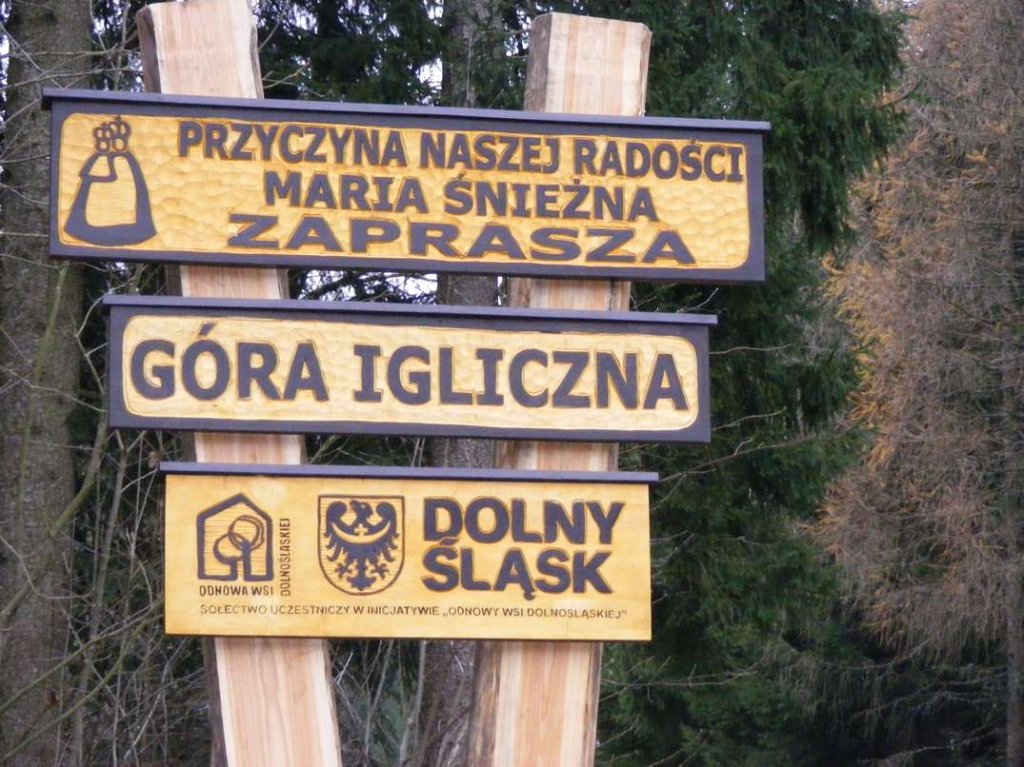 PRZYCZYNA NASZEJ RADOŚCI
MARIA ŚNIEŻNA
ZAPRASZA
GÓRA IGLICZNA
ODNOWA WSI
DOLNOŚLĄSKIEJ
DOLNY
ŚLĄSK
SOŁECTWO UCZESTNICZY W INICJATYWIE „ODNOWY WSI DOLNOŚLĄSKIEJ"